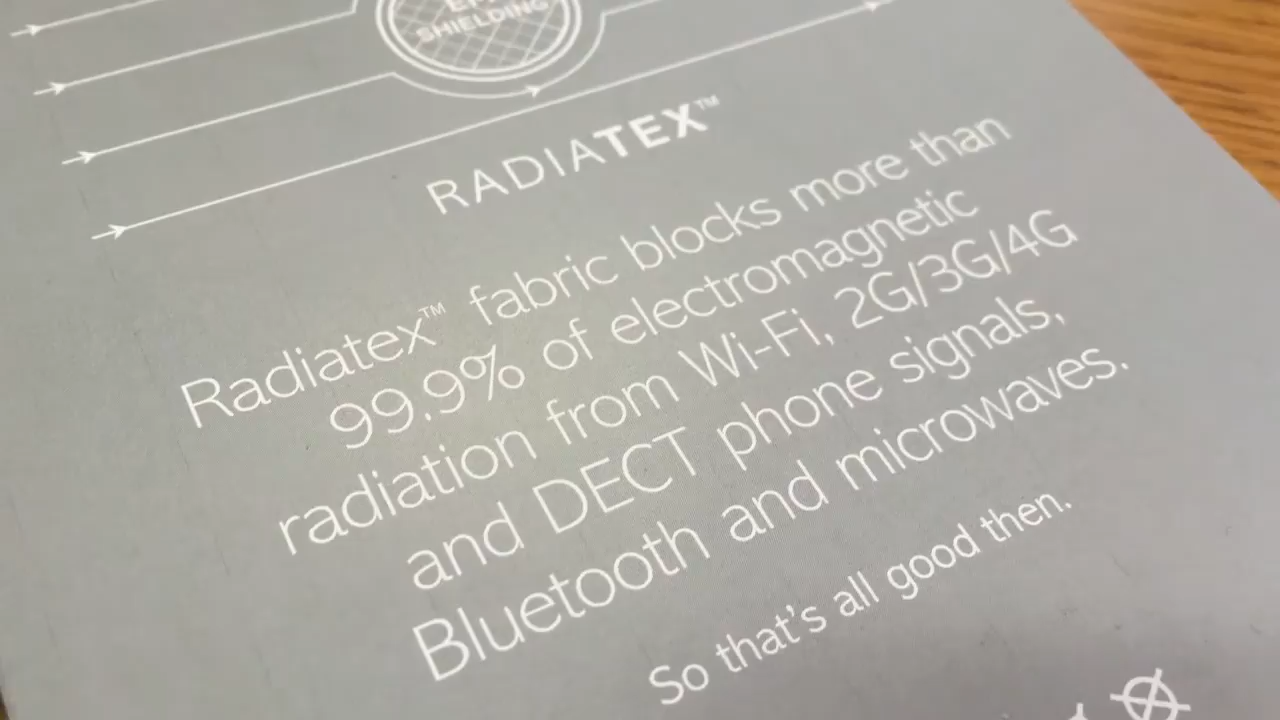 SHIELDING
RADIATEX™
Radiatex™ fabric blocks more than
99.9% of electromagnetic
radiation from Wi-Fi, 2G/3G/4G
and DECT phone signals,
Bluetooth and microwaves.
So that's all good then.